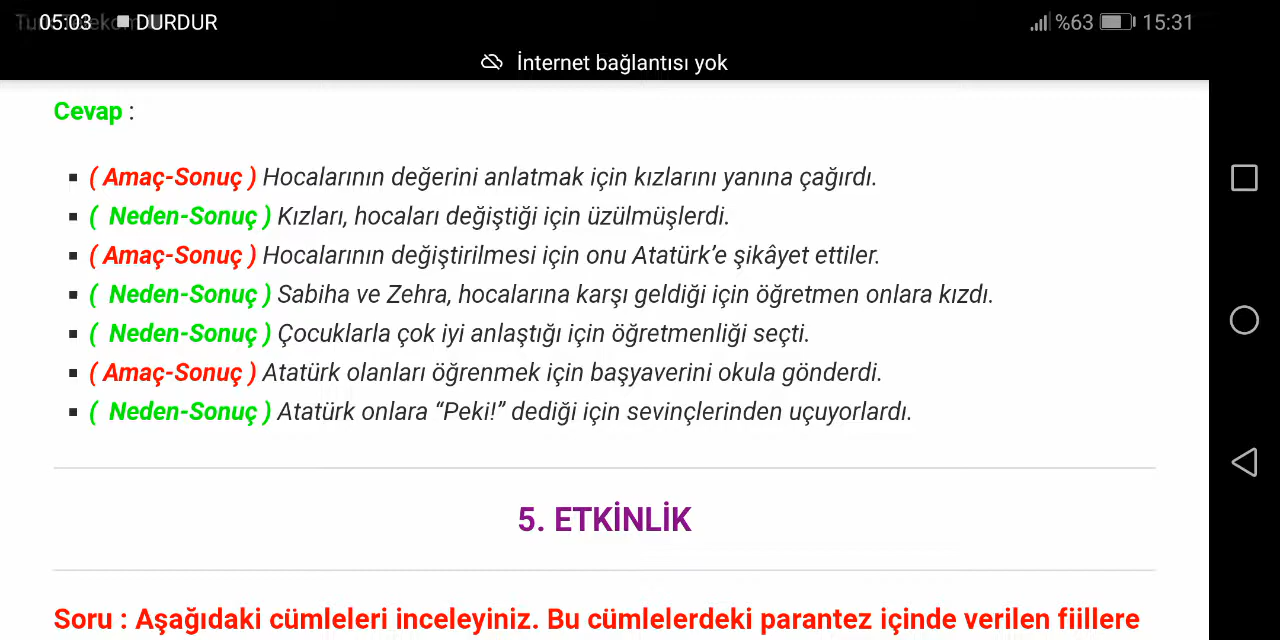 05:03 DURDUR %63 15:31
İnternet bağlantısı yok
Cevap :
( Amaç-Sonuç ) Hocalarının değerini anlatmak için kızlarını yanına çağırdı.
( Neden-Sonuç ) Kızları, hocaları değiştiği için üzülmüşlerdi.
( Amaç-Sonuç ) Hocalarının değiştirilmesi için onu Atatürk’e şikâyet ettiler.
( Neden-Sonuç ) Sabiha ve Zehra, hocalarına karşı geldiği için öğretmen onlara kızdı.
( Neden-Sonuç ) Çocuklarla çok iyi anlaştığı için öğretmenliği seçti.
( Amaç-Sonuç ) Atatürk olanları öğrenmek için başyaverini okula gönderdi.
( Neden-Sonuç ) Atatürk onlara “Peki!” dediği için sevinçlerinden uçuyorlardı.
5. ETKİNLİK
Soru : Aşağıdaki cümleleri inceleyiniz. Bu cümlelerdeki parantez içinde verilen fiillere